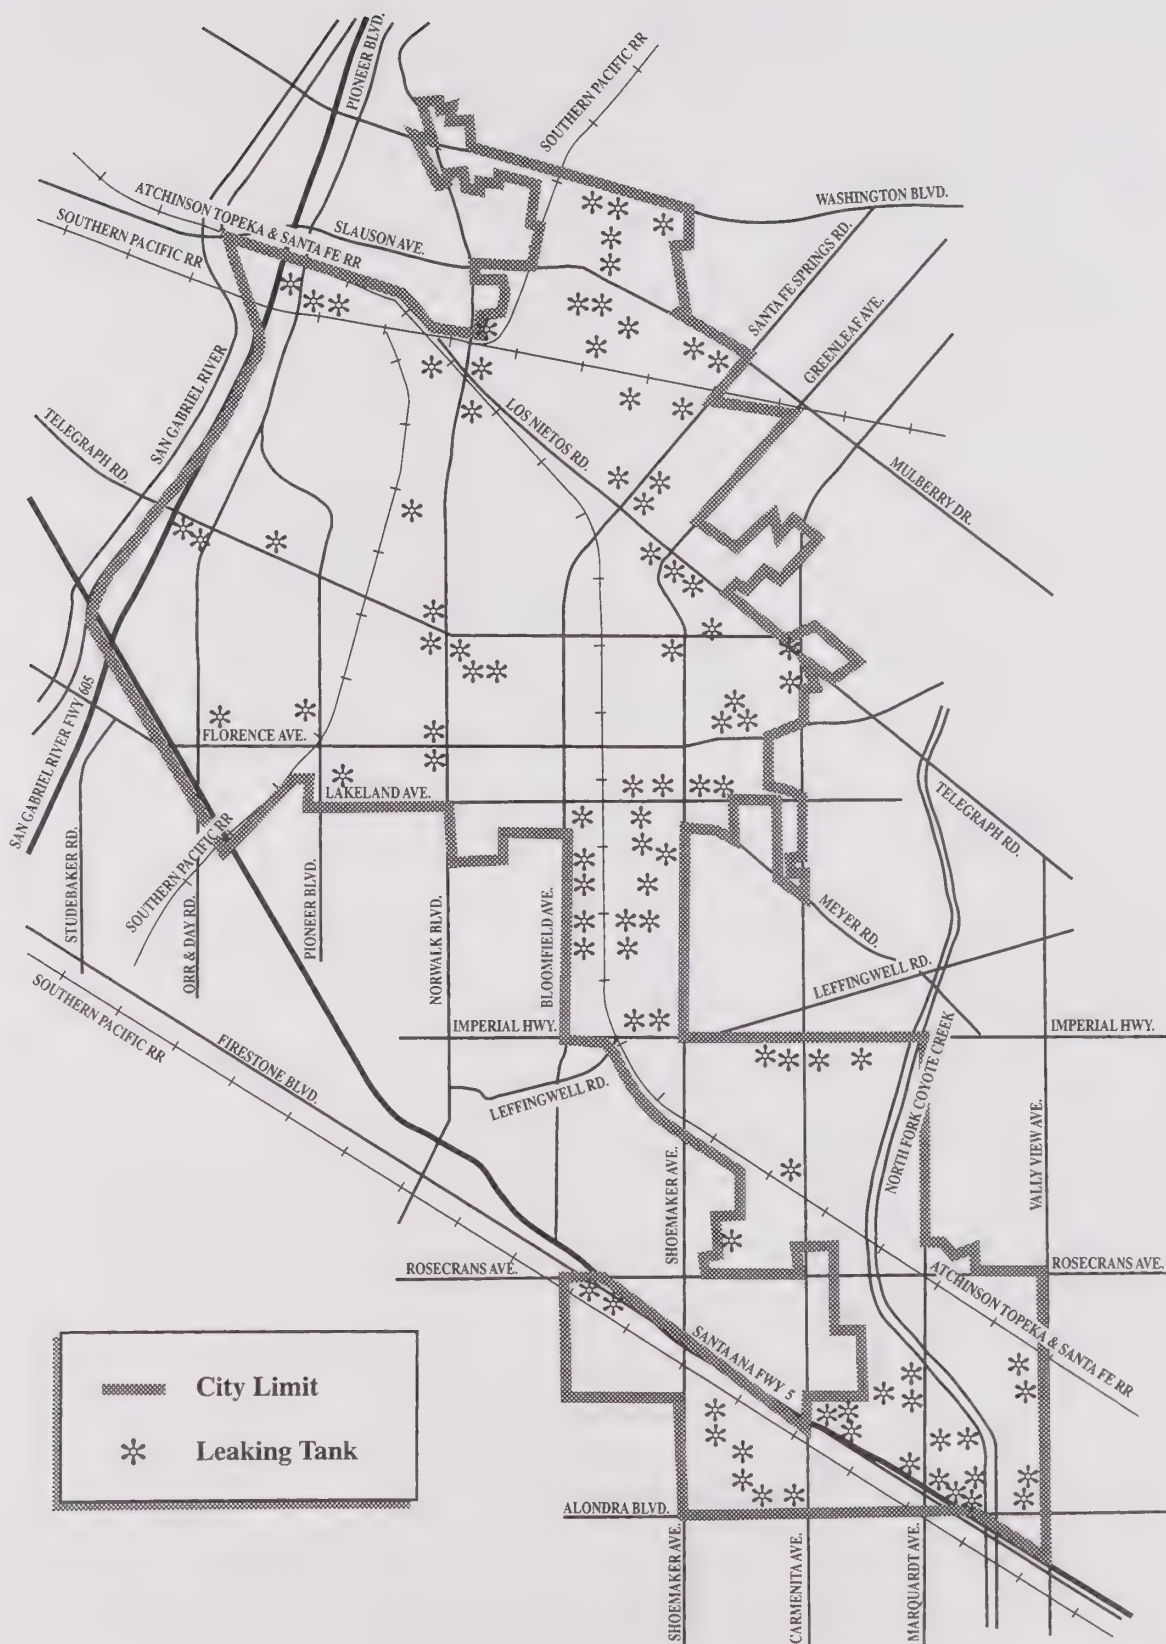 PIONEER BLVD.
SOUTHERN PACIFIC RR
ATCHINSON TOPEKA & SANTA FE RR
WASHINGTON BLVD.
SOUTHERN PACIFIC RR
SLAUSON AVE.
SANTA FE SPRINGS RD.
GREENLEAF AVE.
SAN GABRIEL RIVER
TELEGRAPH RD.
LOS NIETOS RD.
MULBERRY DR.
SAN GABRIEL RIVER FWY 605
FLORENCE AVE.
LAKELAND AVE.
TELEGRAPH RD.
STUDEBAKER RD.
SOUTHERN PACIFIC RR
ORR & DAY RD.
PIONEER BLVD.
NORWALK BLVD.
BLOOMFIELD AVE.
MEYER RD.
LEFFINGWELL RD.
SOUTHERN PACIFIC RR
FIRESTONE BLVD.
IMPERIAL HWY.
IMPERIAL HWY.
LEFFINGWELL RD.
NORTH FORK COYOTE CREEK
SHOEMAKER AVE.
VALLY VIEW AVE.
ROSECRANS AVE.
ROSECRANS AVE.
ATCHINSON TOPEKA & SANTA FE RR
SANTA ANA FWY 5
City Limit
Leaking Tank
ALONDRA BLVD.
SHOEMAKER AVE.
CARMENITA AVE.
MARQUARDT AVE.